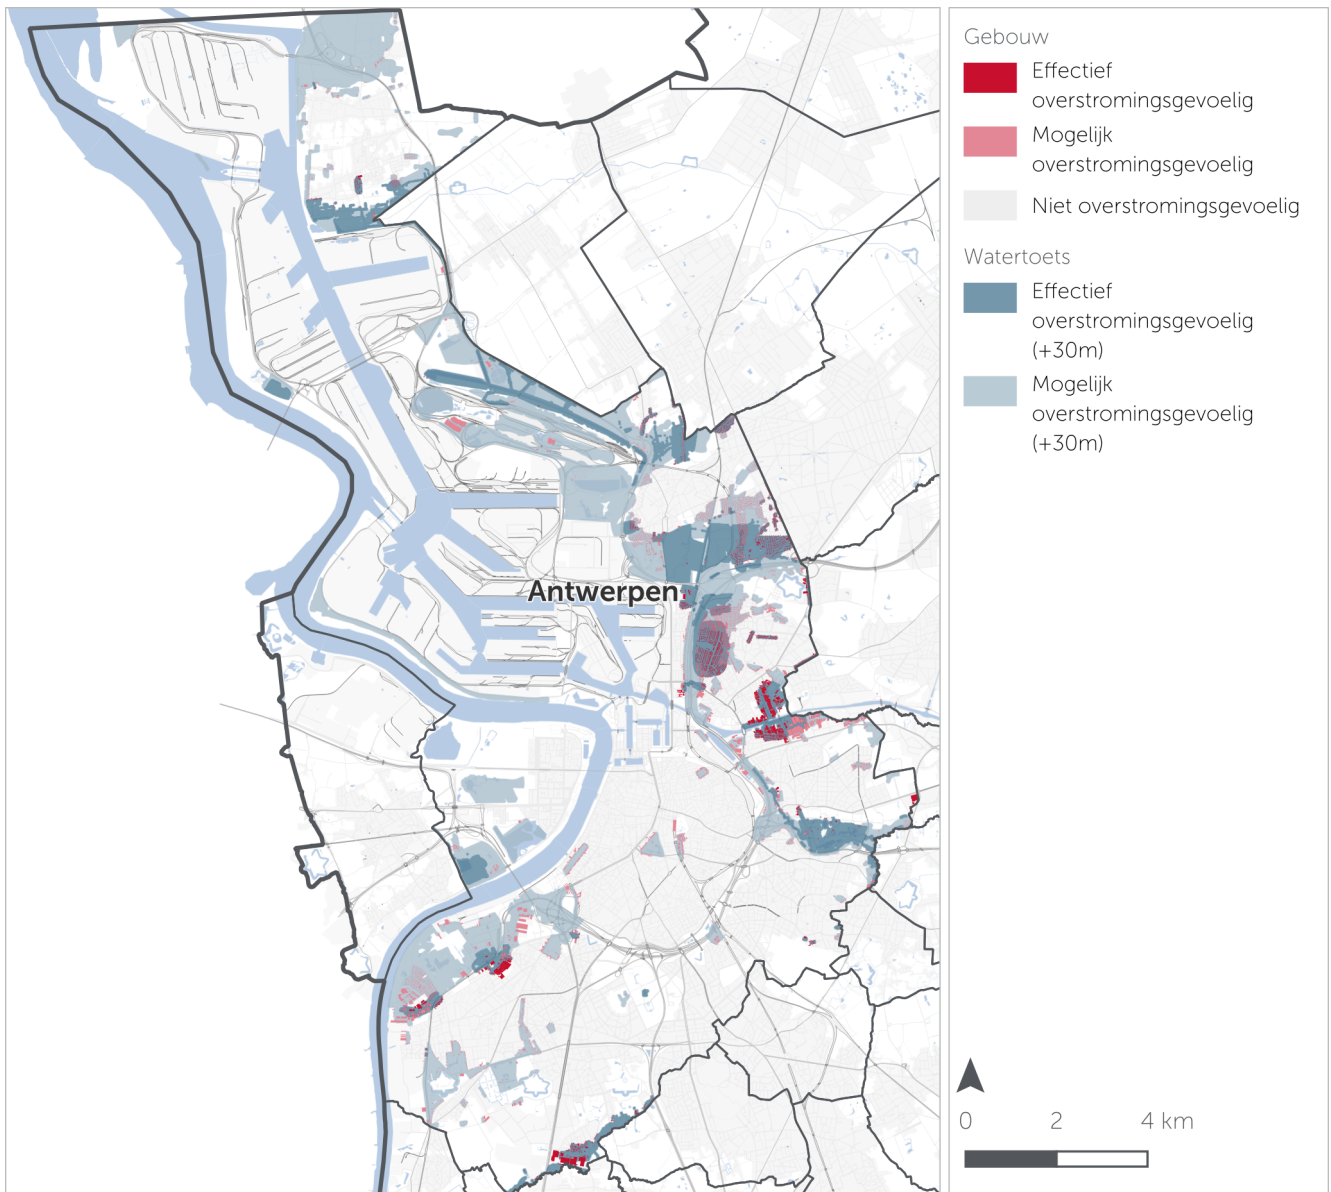 Antwerpen
Gebouw
Effectief
overstromingsgevoelig
Mogelijk
overstromingsgevoelig
Niet overstromingsgevoelig
Watertoets
Effectief
overstromingsgevoelig
(+30m)
Mogelijk
overstromingsgevoelig
(+30m)
0 2 4 km